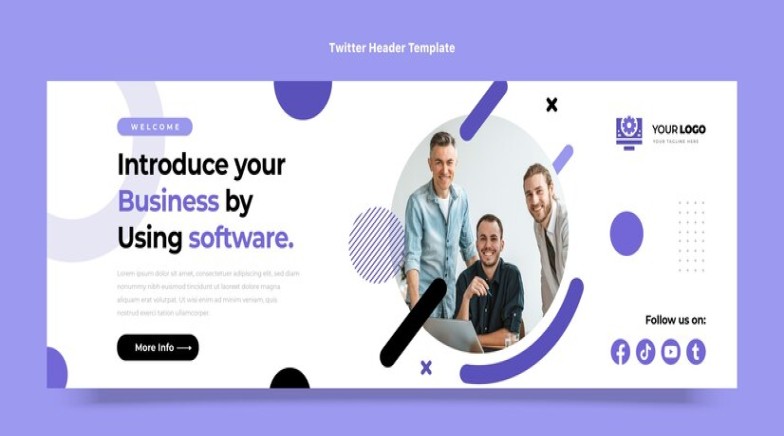 Twitter Header Template
WELCOME
Introduce your
Business by
Using software.
Lorem ipsum dolor sit amet, consectetuer adipiscing elit, sed diam
nonummy nibh euismod tincidunt ut laoreet dolore magna
aliquam erat volutpat. Ut wisi enim ad minim veniam, quis
nostrud exerci tation ullamcorper.
More Info
YOUR LOGO
YOUR TAGLINE HERE
Follow us on: